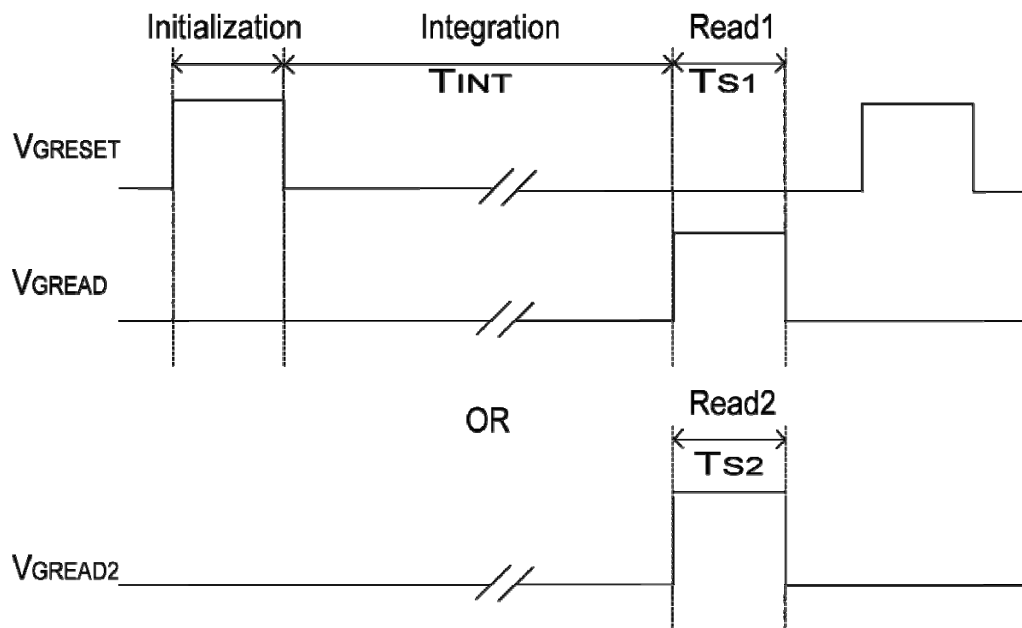 Initialization Integration Read1
TINT TS1
VGRESET
VGREAD
Read2
OR
TS2
VGREAD2